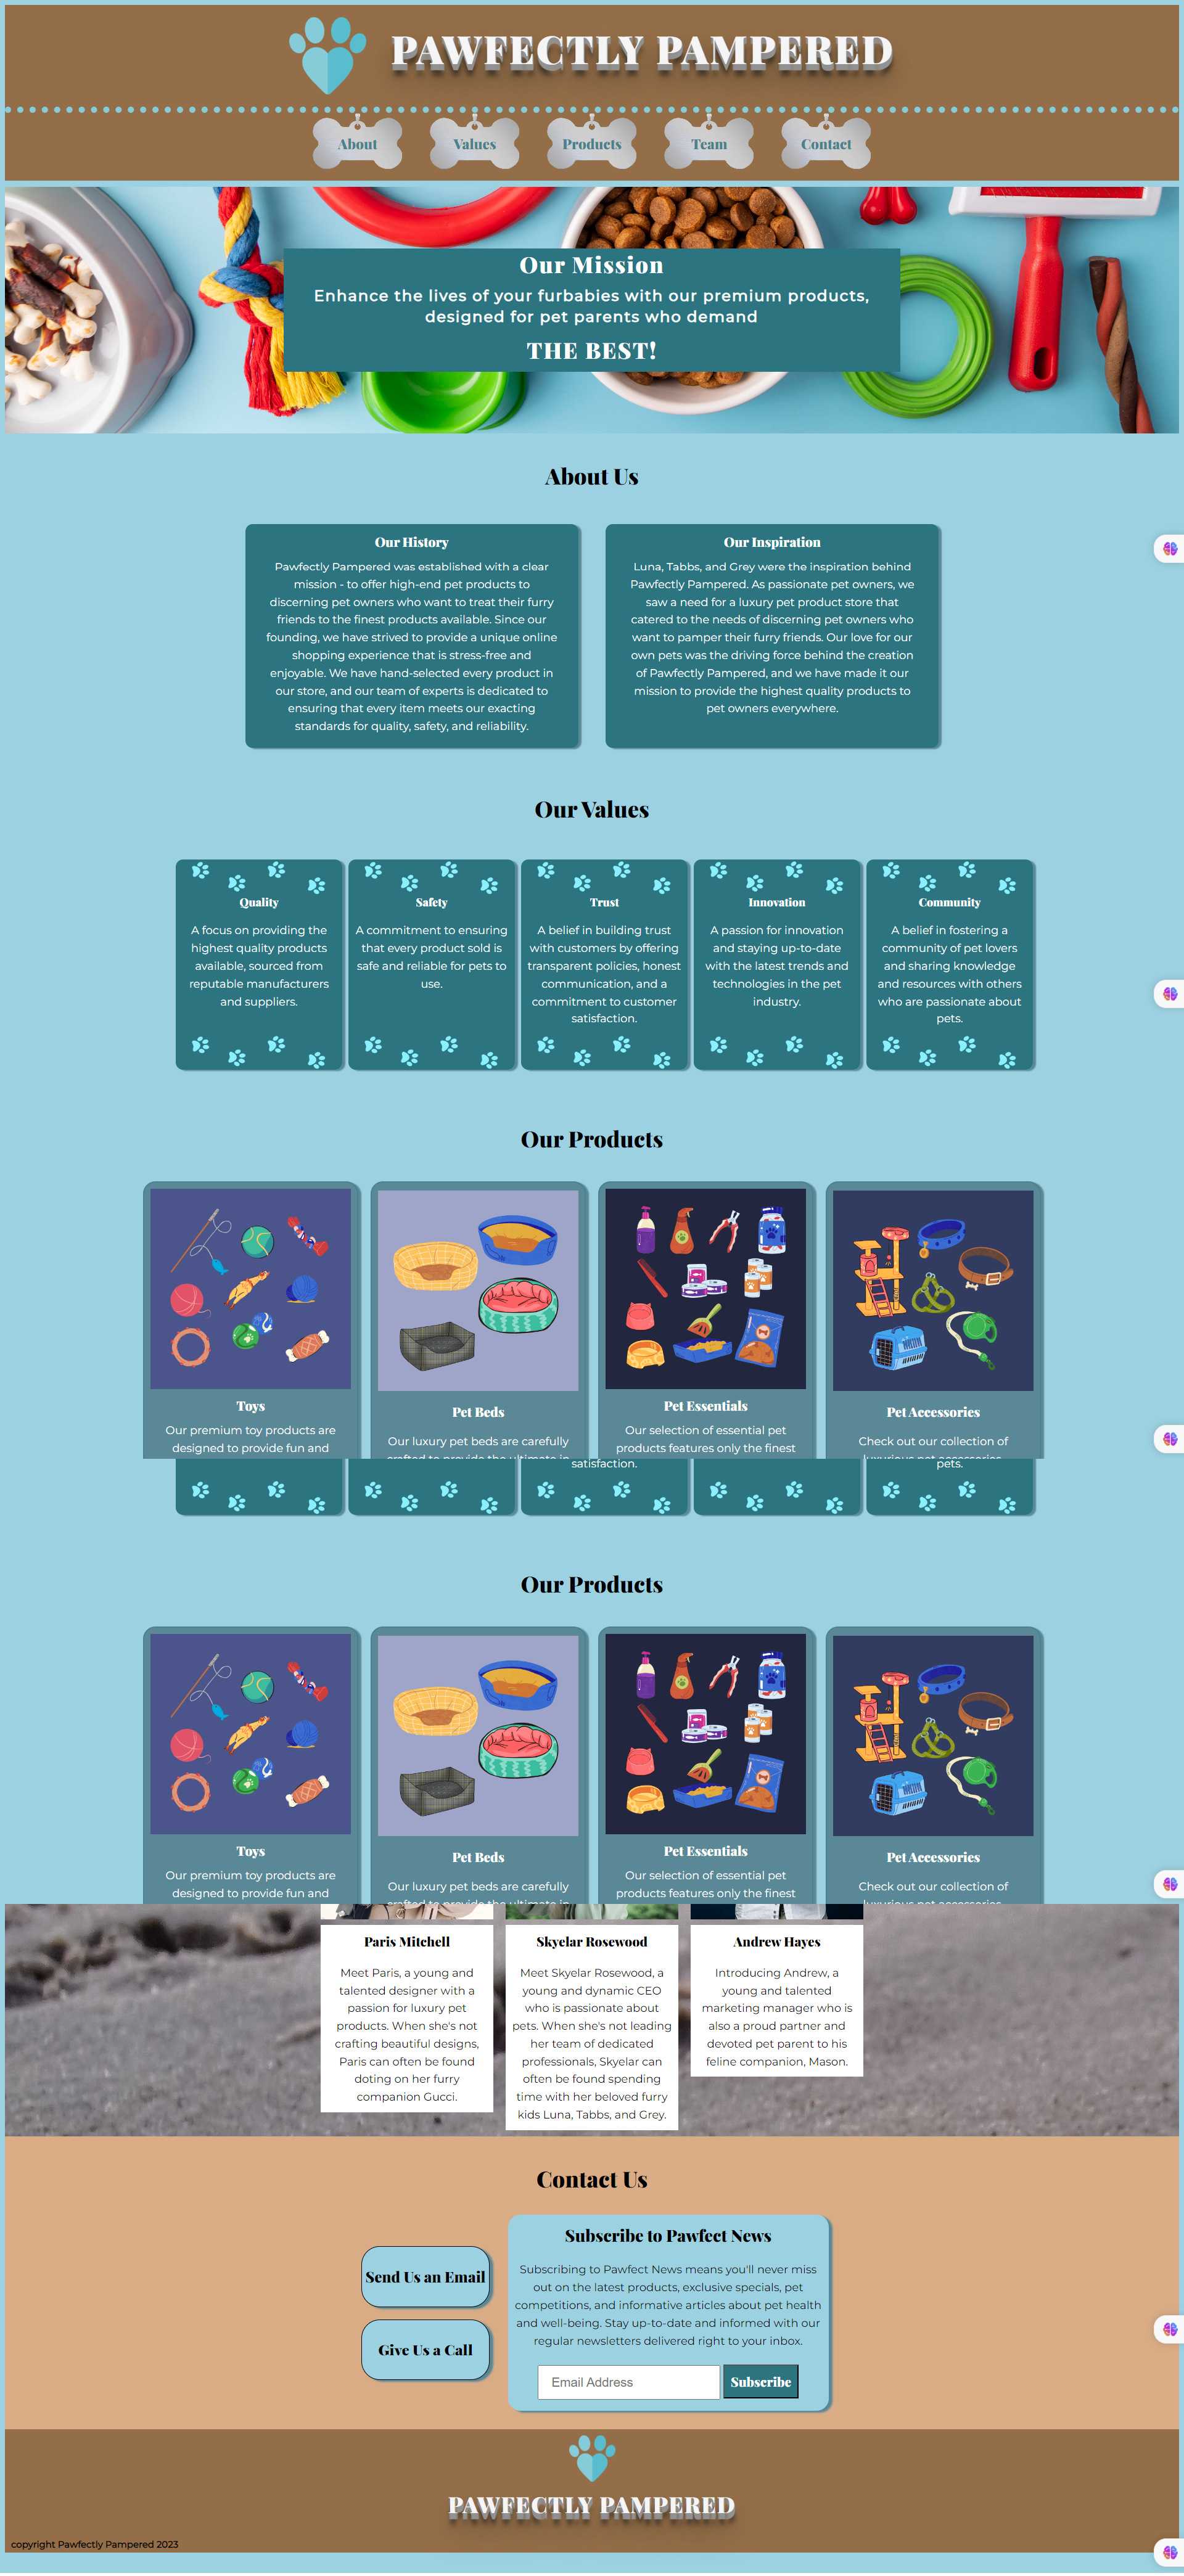 PAWFECTLY PAMPERED
About
Values
Products
Team
Contact
Our Mission
Enhance the lives of your furbabies with our premium products,
designed for pet parents who demand
THE BEST!
About Us
Our History
Pawfectly Pampered was established with a clear
mission - to offer high-end pet products to
discerning pet owners who want to treat their furry
friends to the finest products available. Since our
founding, we have strived to provide a unique online
shopping experience that is stress-free and
enjoyable. We have hand-selected every product in
our store, and our team of experts is dedicated to
ensuring that every item meets our exacting
standards for quality, safety, and reliability.
Our Inspiration
Luna, Tabbs, and Grey were the inspiration behind
Pawfectly Pampered. As passionate pet owners, we
saw a need for a luxury pet product store that
catered to the needs of discerning pet owners who
want to pamper their furry friends. Our love for our
own pets was the driving force behind the creation
of Pawfectly Pampered, and we have made it our
mission to provide the highest quality products to
pet owners everywhere.
Our Values
Quality
A focus on providing the
highest quality products
available, sourced from
reputable manufacturers
and suppliers.
Safety
A commitment to ensuring
that every product sold is
safe and reliable for pets to
use.
Trust
A belief in building trust
with customers by offering
transparent policies, honest
communication, and a
commitment to customer
satisfaction.
Innovation
A passion for innovation
and staying up-to-date
with the latest trends and
technologies in the pet
industry.
Community
A belief in fostering a
community of pet lovers
and sharing knowledge
and resources with others
who are passionate about
pets.
Our Products
Toys
Our premium toy products are
designed to provide fun and
Pet Beds
Our luxury pet beds are carefully
crafted to provide the ultimate in
Pet Essentials
Our selection of essential pet
products features only the finest
Pet Accessories
Check out our collection of
luxurious pet accessories
satisfaction.
pets.
Our Products
Toys
Our premium toy products are
designed to provide fun and
Pet Beds
Our luxury pet beds are carefully
crafted to provide the ultimate in
Pet Essentials
Our selection of essential pet
products features only the finest
Pet Accessories
Check out our collection of
luxurious pet accessories
Paris Mitchell
Meet Paris, a young and
talented designer with a
passion for luxury pet
products. When she's not
crafting beautiful designs,
Paris can often be found
doting on her furry
companion Gucci.
Skyelar Rosewood
Meet Skyelar Rosewood, a
young and dynamic CEO
who is passionate about
pets. When she's not leading
her team of dedicated
professionals, Skyelar can
often be found spending
time with her beloved furry
kids Luna, Tabbs, and Grey.
Andrew Hayes
Introducing Andrew, a
young and talented
marketing manager who is
also a proud partner and
devoted pet parent to his
feline companion, Mason.
Contact Us
Send Us an Email
Give Us a Call
Subscribe to Pawfect News
Subscribing to Pawfect News means you'll never miss
out on the latest products, exclusive specials, pet
competitions, and informative articles about pet health
and well-being. Stay up-to-date and informed with our
regular newsletters delivered right to your inbox.
Email Address
Subscribe
PAWFECTLY PAMPERED
copyright Pawfectly Pampered 2023